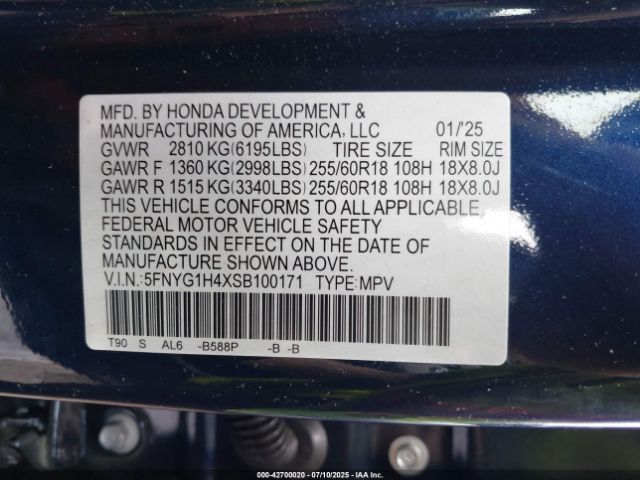 MFD. BY HONDA DEVELOPMENT &
MANUFACTURING OF AMERICA, LLC 01/'25
GVWR 2810 KG(6195LBS) TIRE SIZE RIM SIZE
GAWR F 1360 KG(2998LBS) 255/60R18 108H 18X8.0J
GAWR R 1515 KG(3340LBS) 255/60R18 108H 18X8.0J
THIS VEHICLE CONFORMS TO ALL APPLICABLE
FEDERAL MOTOR VEHICLE SAFETY
STANDARDS IN EFFECT ON THE DATE OF
MANUFACTURE SHOWN ABOVE.
V.I.N.:5FNYG1H4XSB100171 TYPE:MPV
T90 S AL6 -B588P -B -B
000-42700020 | 07/10/2025 | IAA Inc.